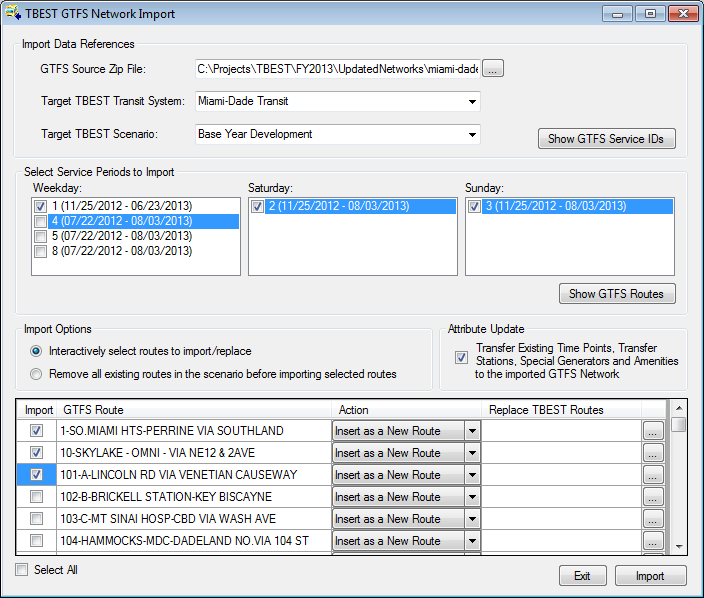 TBEST GTFS Network Import
Import Data References
GTFS Source Zip File: C:\Projects\TBEST\FY2013\UpdatedNetworks\miami-dade ...
Target TBEST Transit System: Miami-Dade Transit
Target TBEST Scenario: Base Year Development
Show GTFS Service IDs
Select Service Periods to Import
Weekday: Saturday: Sunday:
1 (11/25/2012 - 06/23/2013) 2 (11/25/2012 - 08/03/2013) 3 (11/25/2012 - 08/03/2013)
4 (07/22/2012 - 08/03/2013)
5 (07/22/2012 - 08/03/2013)
8 (07/22/2012 - 08/03/2013)
Show GTFS Routes
Import Options
Interactively select routes to import/replace
Remove all existing routes in the scenario before importing selected routes
Attribute Update
Transfer Existing Time Points, Transfer
Stations, Special Generators and Amenities
to the imported GTFS Network
Import GTFS Route Action Replace TBEST Routes
1-SO.MIAMI HTS-PERRINE VIA SOUTHLAND Insert as a New Route ...
10-SKYLAKE - OMNI - VIA NE12 & 2AVE Insert as a New Route ...
101-A-LINCOLN RD VIA VENETIAN CAUSEWAY Insert as a New Route ...
102-B-BRICKELL STATION-KEY BISCAYNE Insert as a New Route ...
103-C-MT SINAI HOSP-CBD VIA WASH AVE Insert as a New Route ...
104-HAMMOCKS-MDC-DADELAND NO.VIA 104 ST Insert as a New Route ...
Select All
Exit Import